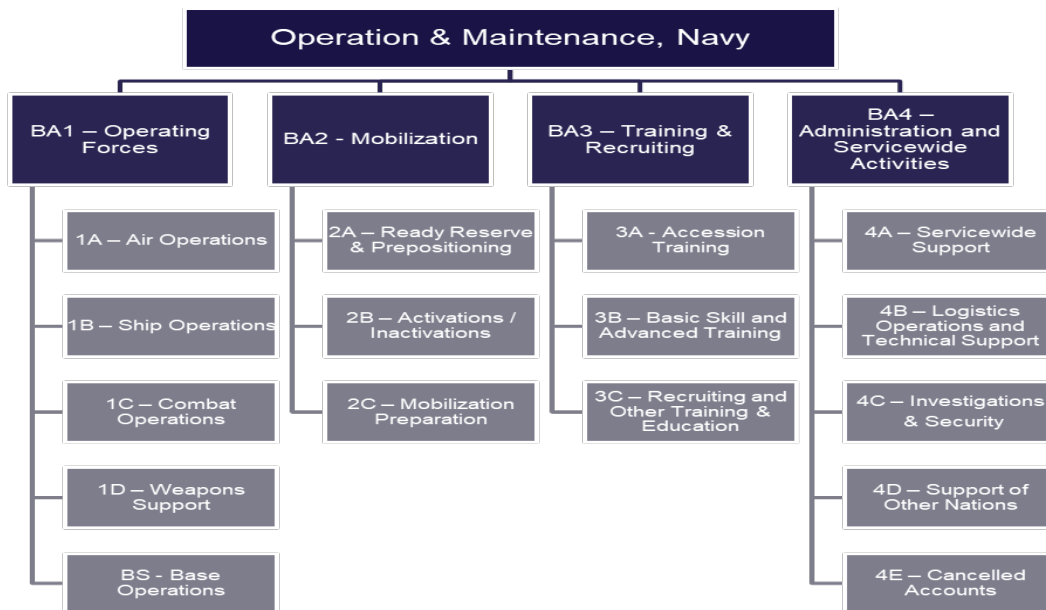 Operation & Maintenance, Navy
BA1 – Operating
Forces
1A – Air Operations
1B – Ship Operations
1C – Combat
Operations
1D – Weapons
Support
BS - Base
Operations
BA2 - Mobilization
2A – Ready Reserve
& Prepositioning
2B – Activations /
Inactivations
2C – Mobilization
Preparation
BA3 – Training &
Recruiting
3A - Accession
Training
3B – Basic Skill and
Advanced Training
3C – Recruiting and
Other Training &
Education
BA4 –
Administration and
Servicewide
Activities
4A – Servicewide
Support
4B – Logistics
Operations and
Technical Support
4C – Investigations
& Security
4D – Support of
Other Nations
4E – Cancelled
Accounts